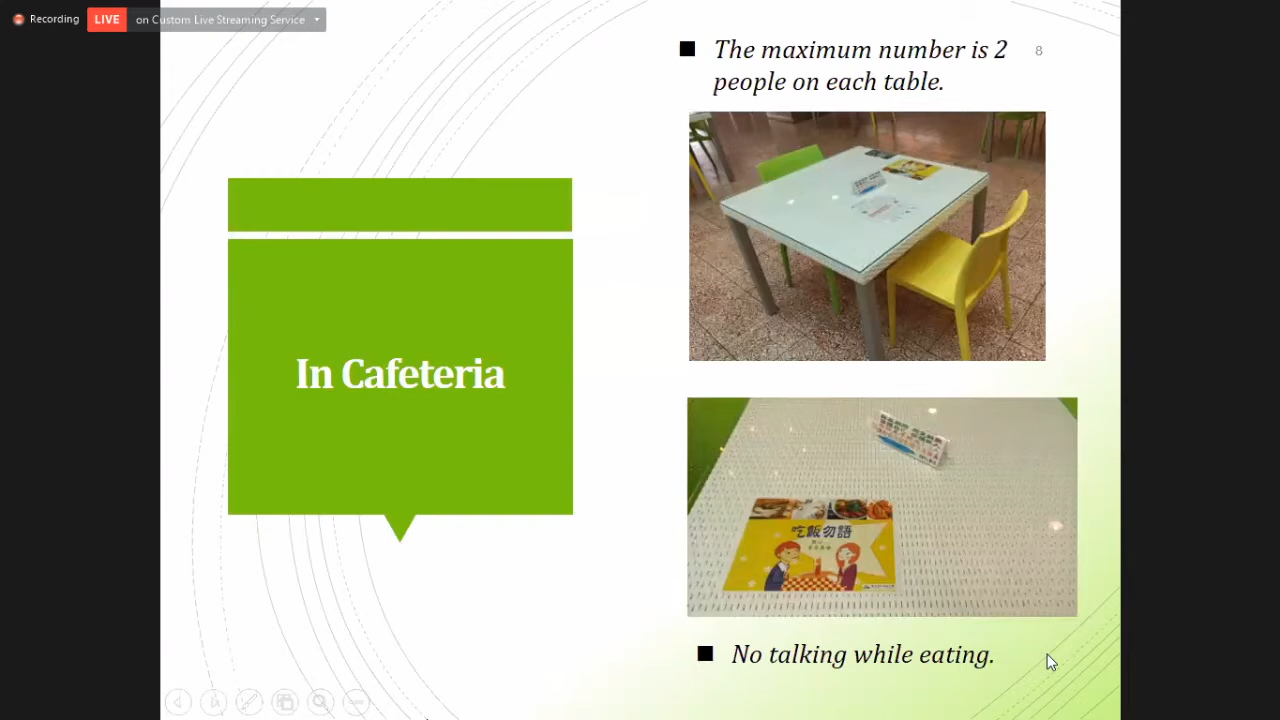 Recording
LIVE on Custom Live Streaming Service
8
The maximum number is 2
people on each table.
In Cafeteria
吃飯勿語
No talking while eating.